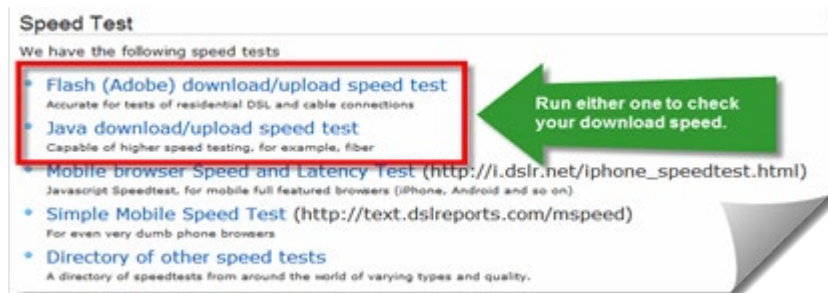 Speed Test
We have the following speed tests
Flash (Adobe) download/upload speed test
Accurate for tests of residential DSL and cable connections
Java download/upload speed test
Capable of higher speed testing, for example, fiber
Run either one to check
your download speed.
Mobile browser Speed and Latency Test (http://i.dslr.net/iphone_speedtest.html)
Javascript Speedtest, for mobile full featured browsers (iPhone, Android and so on)
Simple Mobile Speed Test (http://text.dslreports.com/mspeed)
For even very dumb phone browsers
Directory of other speed tests
A directory of speedtests from around the world of varying types and quality.